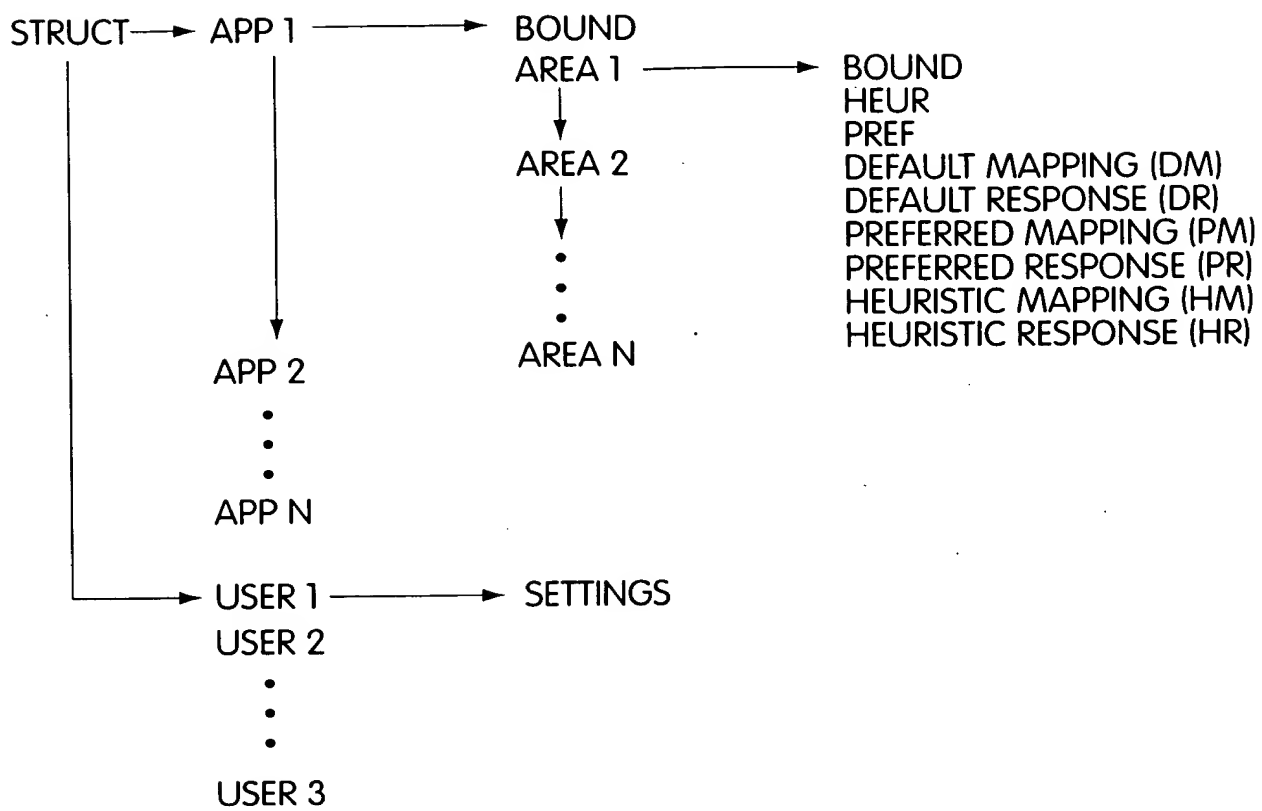 STRUCT
APP 1
BOUND
AREA 1
AREA 2
AREA N
BOUND
HEUR
PREF
DEFAULT MAPPING (DM)
DEFAULT RESPONSE (DR)
PREFERRED MAPPING (PM)
PREFERRED RESPONSE (PR)
HEURISTIC MAPPING (HM)
HEURISTIC RESPONSE (HR)
APP 2
APP N
USER 1
SETTINGS
USER 2
USER 3